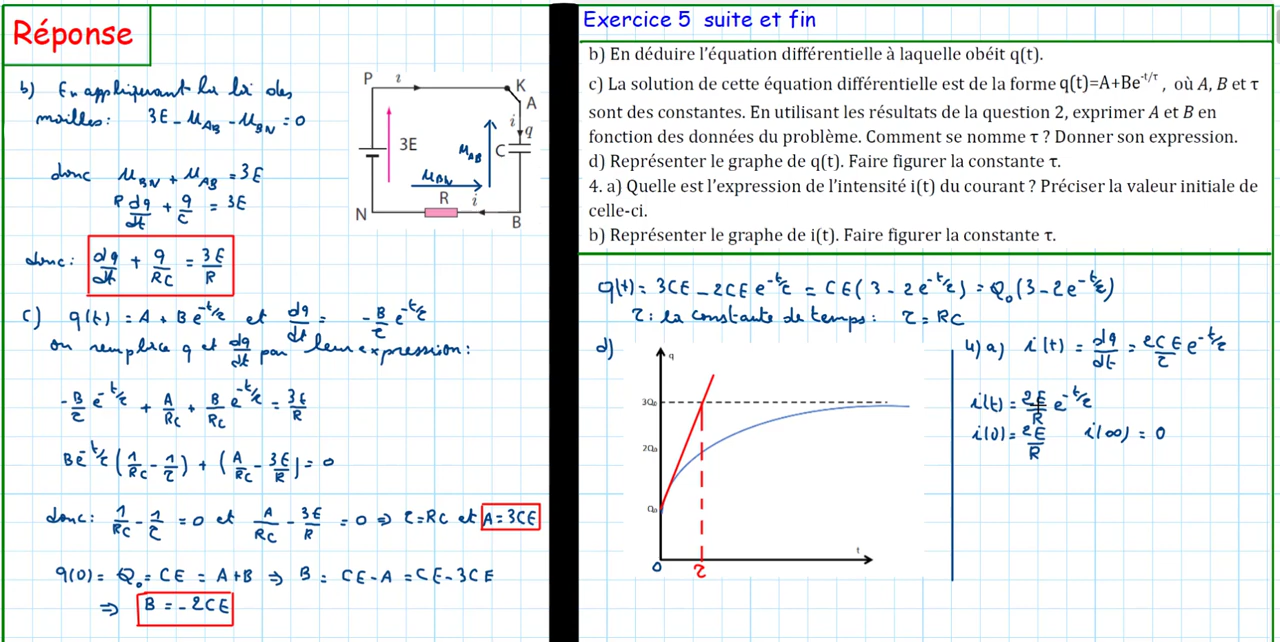 Réponse
b) En appliquant la loi des
mailles: 3E - u_AB - u_BN = 0
donc u_BN + u_AB = 3E
R dq/dt + q/C = 3E
donc: dq/dt + q/RC = 3E/R
P i K A i q C B i R N 3E u_AB u_BN
c) q(t) = A + B e^-t/τ et dq/dt = - B/τ e^-t/τ
on remplace q et dq/dt par leur expression:
- B/τ e^-t/τ + A/RC + B/RC e^-t/τ = 3E/R
B e^-t/τ (1/RC - 1/τ) + (A/RC - 3E/R) = 0
donc: 1/RC - 1/τ = 0 et A/RC - 3E/R = 0 ⇒ τ = RC et A = 3CE
q(0) = Q₀ = CE = A + B ⇒ B = CE - A = CE - 3CE
⇒ B = - 2CE
Exercice 5 suite et fin
b) En déduire l'équation différentielle à laquelle obéit q(t).
c) La solution de cette équation différentielle est de la forme q(t)=A+Be^-t/τ, où A, B et τ
sont des constantes. En utilisant les résultats de la question 2, exprimer A et B en
fonction des données du problème. Comment se nomme τ ? Donner son expression.
d) Représenter le graphe de q(t). Faire figurer la constante τ.
4. a) Quelle est l'expression de l'intensité i(t) du courant ? Préciser la valeur initiale de
celle-ci.
b) Représenter le graphe de i(t). Faire figurer la constante τ.
q(t) = 3CE - 2CE e^-t/τ = CE(3 - 2e^-t/τ) = Q₀(3 - 2e^-t/τ)
τ: la constante de temps: τ = RC
d)
q
3Q₀
2Q₀
Q₀
t
0 τ
4) a) i(t) = dq/dt = 2CE/τ e^-t/τ
i(t) = 2E/R e^-t/τ
i(0) = 2E/R i(∞) = 0